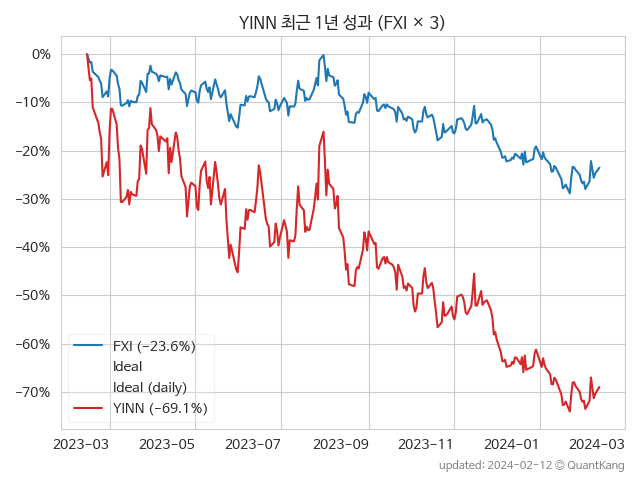 YINN 최근 1년 성과 (FXI × 3)
0%
−10%
−20%
−30%
−40%
−50%
−60%
−70%
FXI (−23.6%)
Ideal
Ideal (daily)
YINN (−69.1%)
2023−03 2023−05 2023−07 2023−09 2023−11 2024−01 2024−03
updated: 2024-02-12 © QuantKang